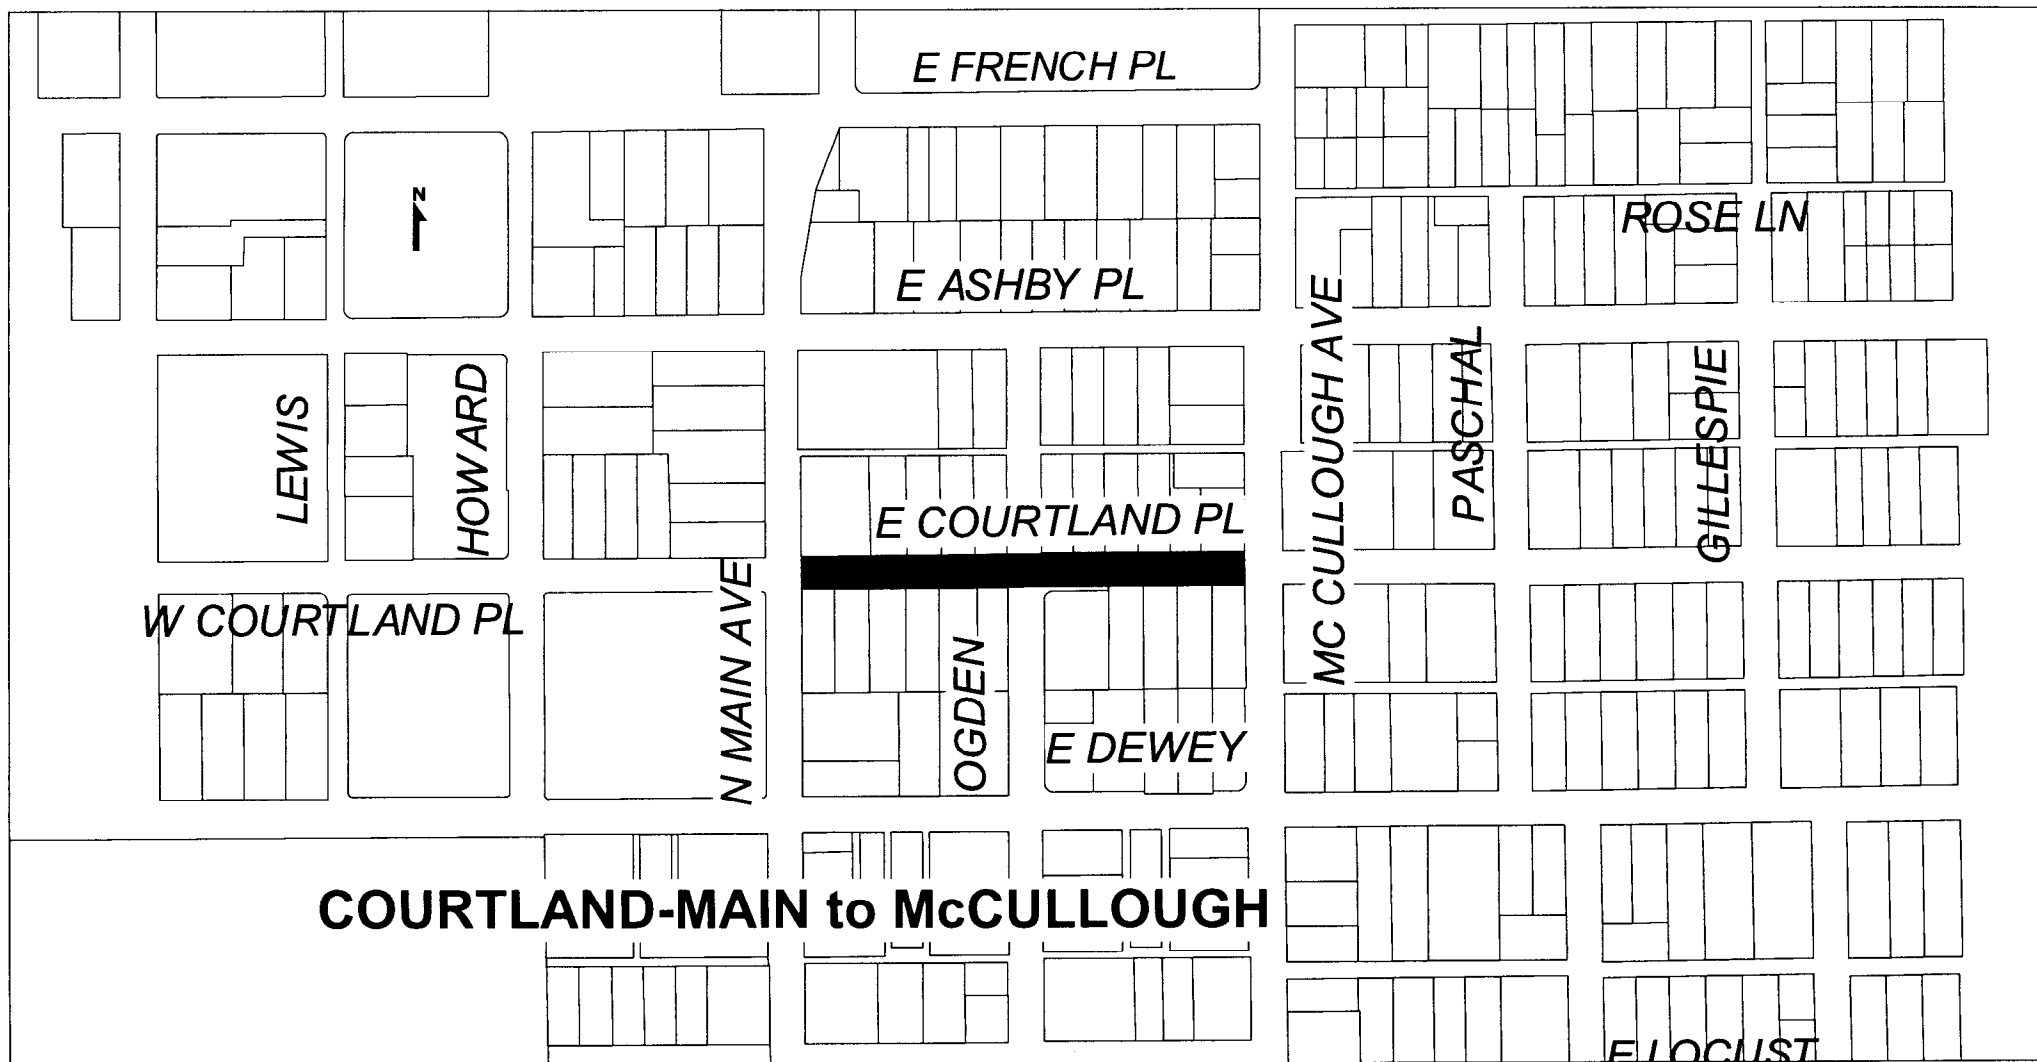 E FRENCH PL
N
ROSE LN
E ASHBY PL
MC CULLOUGH AVE
PASCHAL
GILLESPIE
LEWIS
HOWARD
E COURTLAND PL
W COURTLAND PL
N MAIN AVE
OGDEN
E DEWEY
COURTLAND-MAIN to McCULLOUGH
E LOCUST